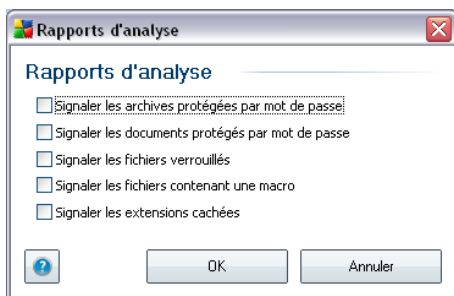 Rapports d'analyse
Rapports d'analyse
Signaler les archives protégées par mot de passe
Signaler les documents protégés par mot de passe
Signaler les fichiers verrouillés
Signaler les fichiers contenant une macro
Signaler les extensions cachées
? OK Annuler